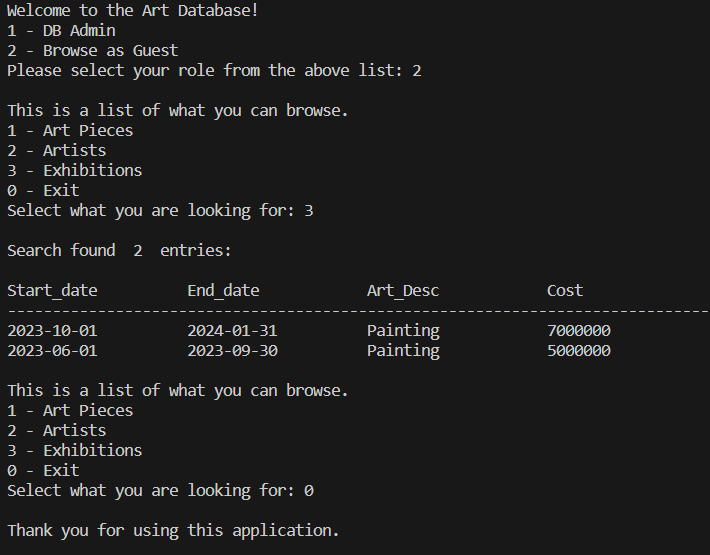 Welcome to the Art Database!
1 - DB Admin
2 - Browse as Guest
Please select your role from the above list: 2

This is a list of what you can browse.
1 - Art Pieces
2 - Artists
3 - Exhibitions
0 - Exit
Select what you are looking for: 3

Search found  2  entries:

Start_date          End_date            Art_Desc            Cost
------------------------------------------------------------------------------
2023-10-01          2024-01-31          Painting            7000000
2023-06-01          2023-09-30          Painting            5000000

This is a list of what you can browse.
1 - Art Pieces
2 - Artists
3 - Exhibitions
0 - Exit
Select what you are looking for: 0

Thank you for using this application.